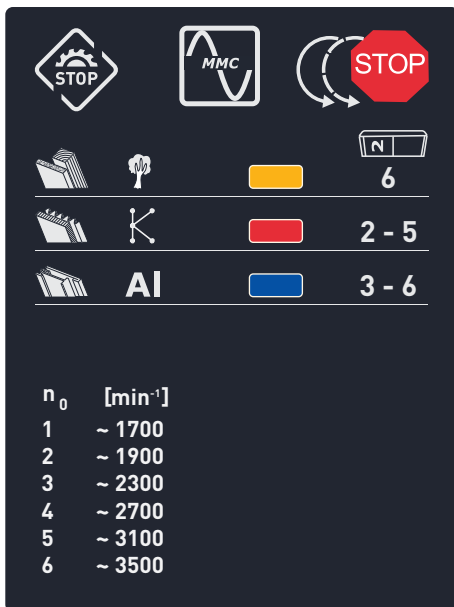 STOP MMC STOP
2
6
2 - 5
Al 3 - 6
n0 [min-1]
1 ~ 1700
2 ~ 1900
3 ~ 2300
4 ~ 2700
5 ~ 3100
6 ~ 3500